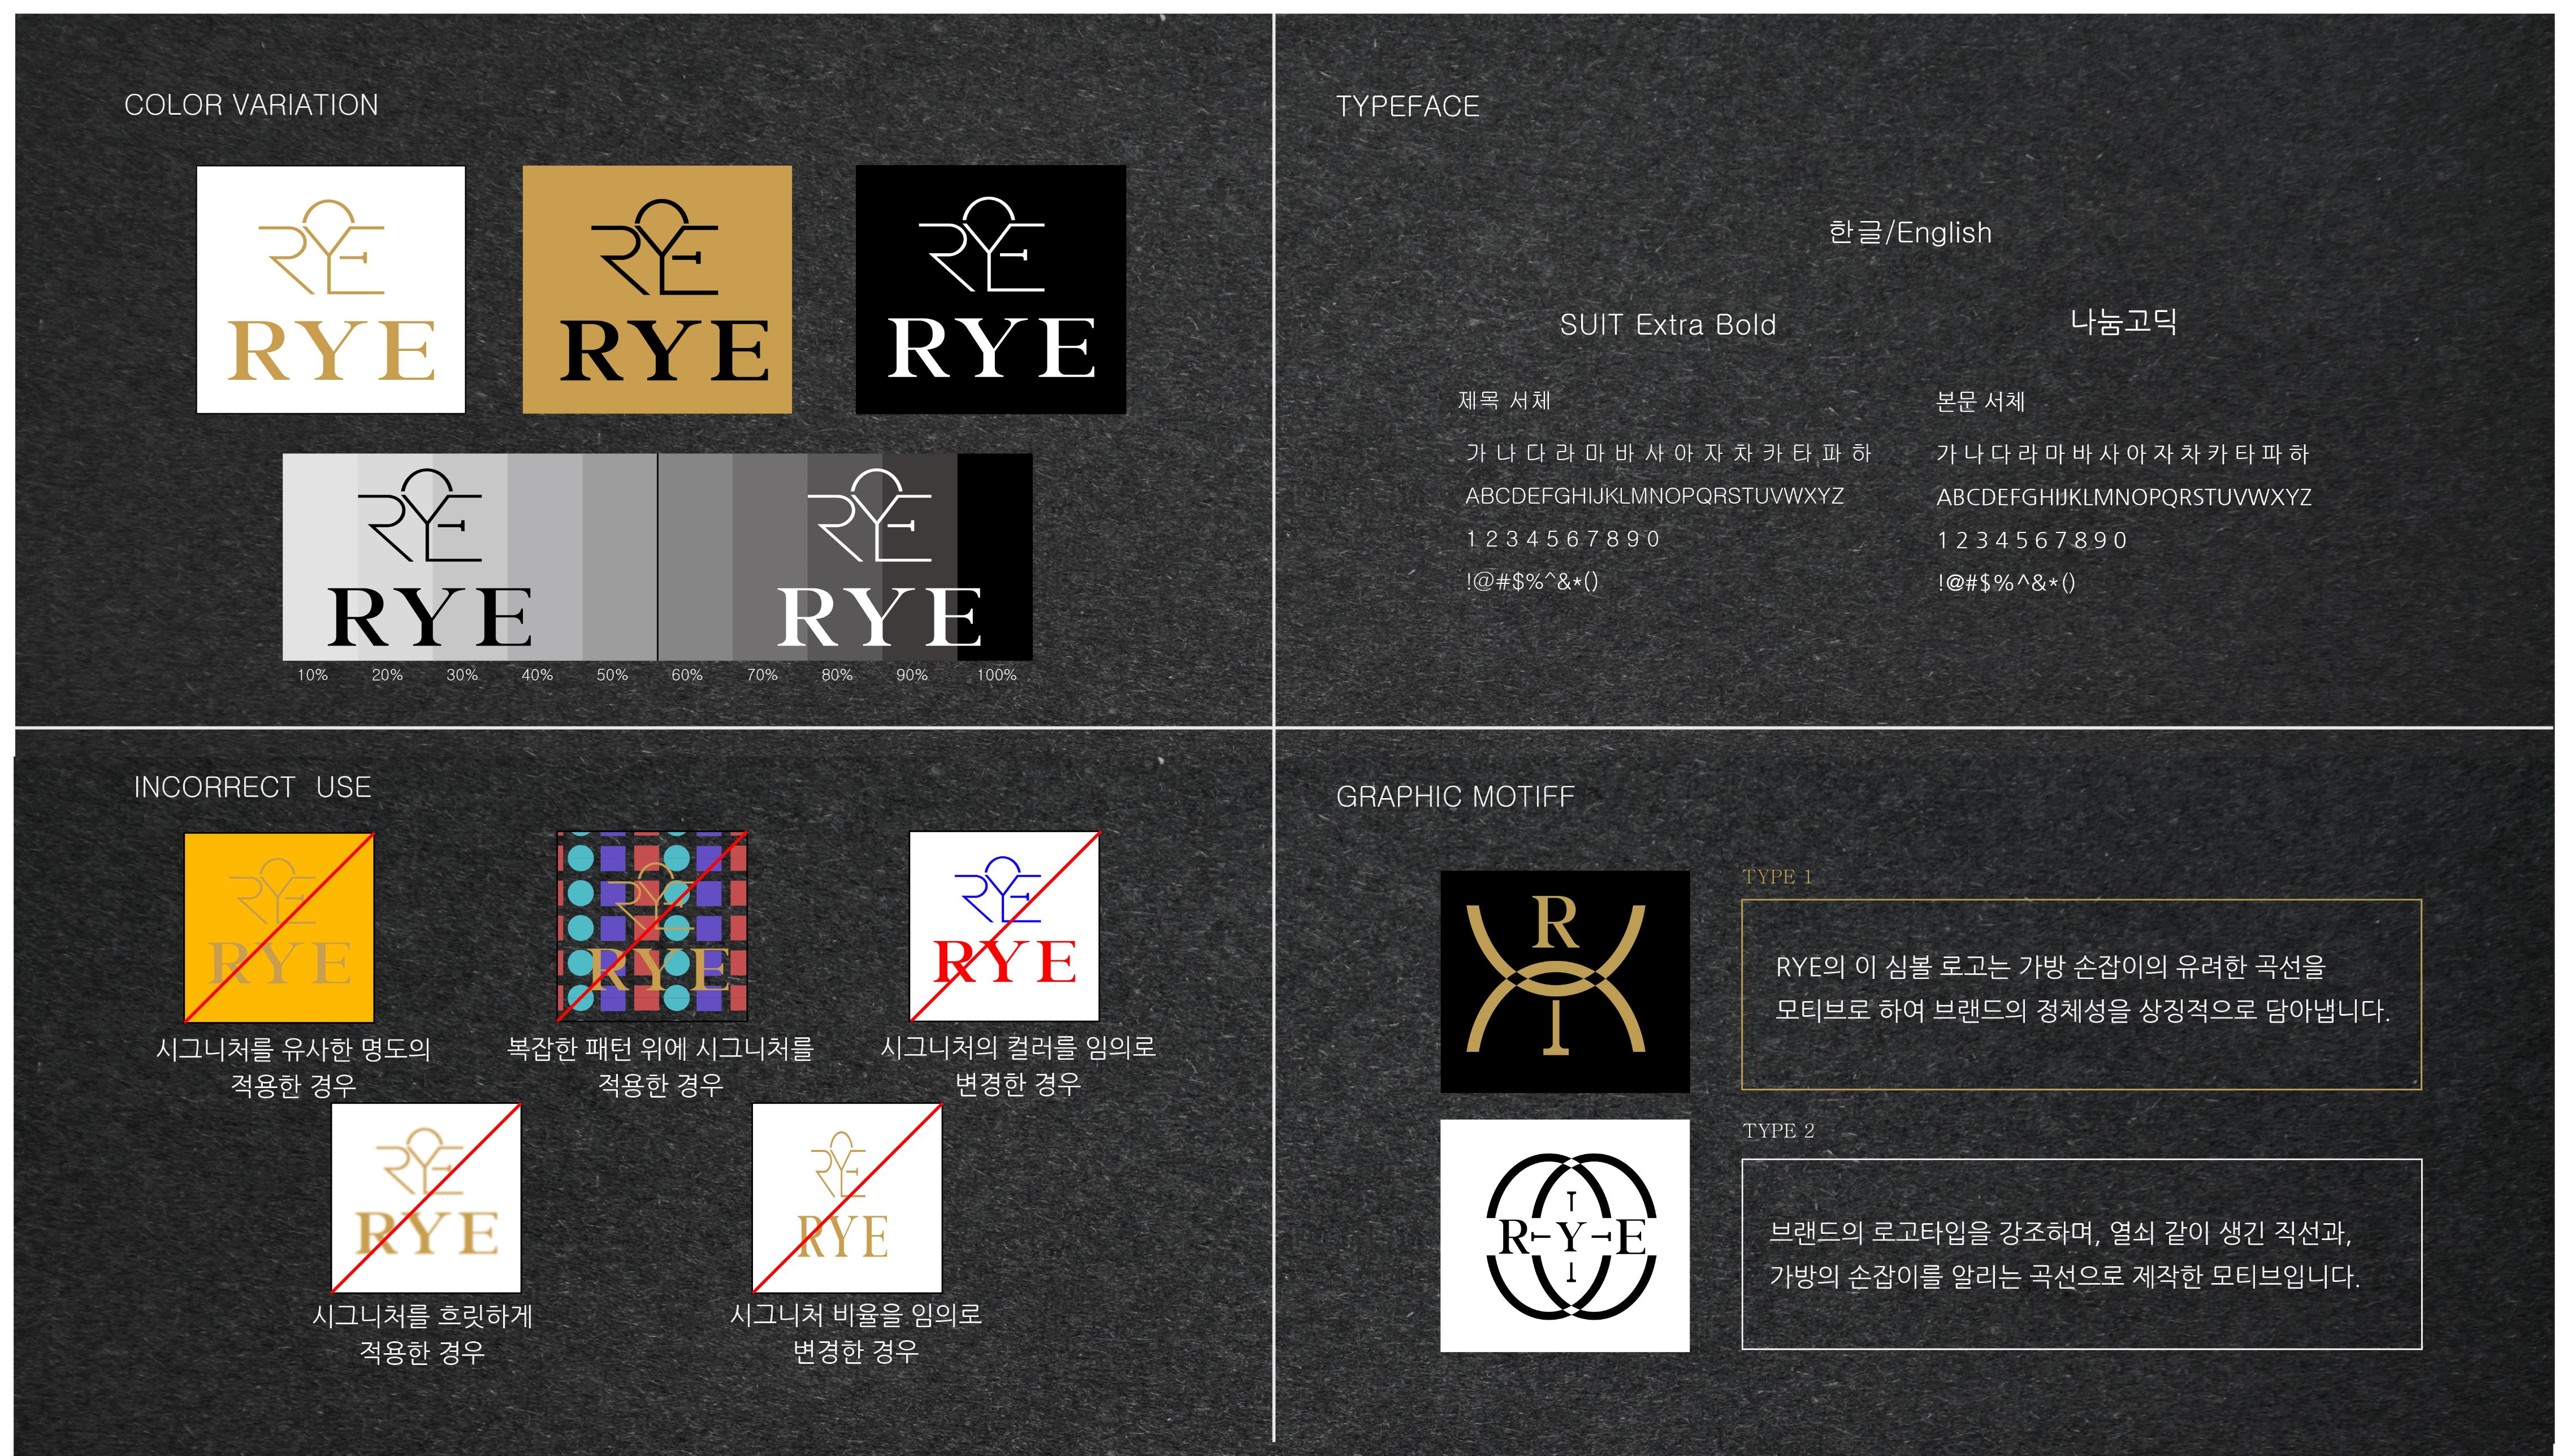 COLOR VARIATION
RYE
RYE
RYE
RYE
RYE
RYE
RYE
RYE
RYE
RYE
10% 20% 30% 40% 50% 60% 70% 80% 90% 100%
TYPEFACE
한글/English
SUIT Extra Bold
제목 서체
가 나 다 라 마 바 사 아 자 차 카 타 파 하
ABCDEFGHIJKLMNOPQRSTUVWXYZ
1 2 3 4 5 6 7 8 9 0
!@#$%^&*()
나눔고딕
본문 서체
가 나 다 라 마 바 사 아 자 차 카 타 파 하
ABCDEFGHIJKLMNOPQRSTUVWXYZ
1 2 3 4 5 6 7 8 9 0
!@#$%^&*()
INCORRECT USE
RYE
RYE
시그니처를 유사한 명도의
적용한 경우
RYE
RYE
복잡한 패턴 위에 시그니처를
적용한 경우
RYE
RYE
시그니처의 컬러를 임의로
변경한 경우
RYE
RYE
시그니처를 흐릿하게
적용한 경우
RYE
RYE
시그니처 비율을 임의로
변경한 경우
GRAPHIC MOTIFF
R
TYPE 1
RYE의 이 심볼 로고는 가방 손잡이의 유려한 곡선을
모티브로 하여 브랜드의 정체성을 상징적으로 담아냅니다.
R Y E
TYPE 2
브랜드의 로고타입을 강조하며, 열쇠 같이 생긴 직선과,
가방의 손잡이를 알리는 곡선으로 제작한 모티브입니다.